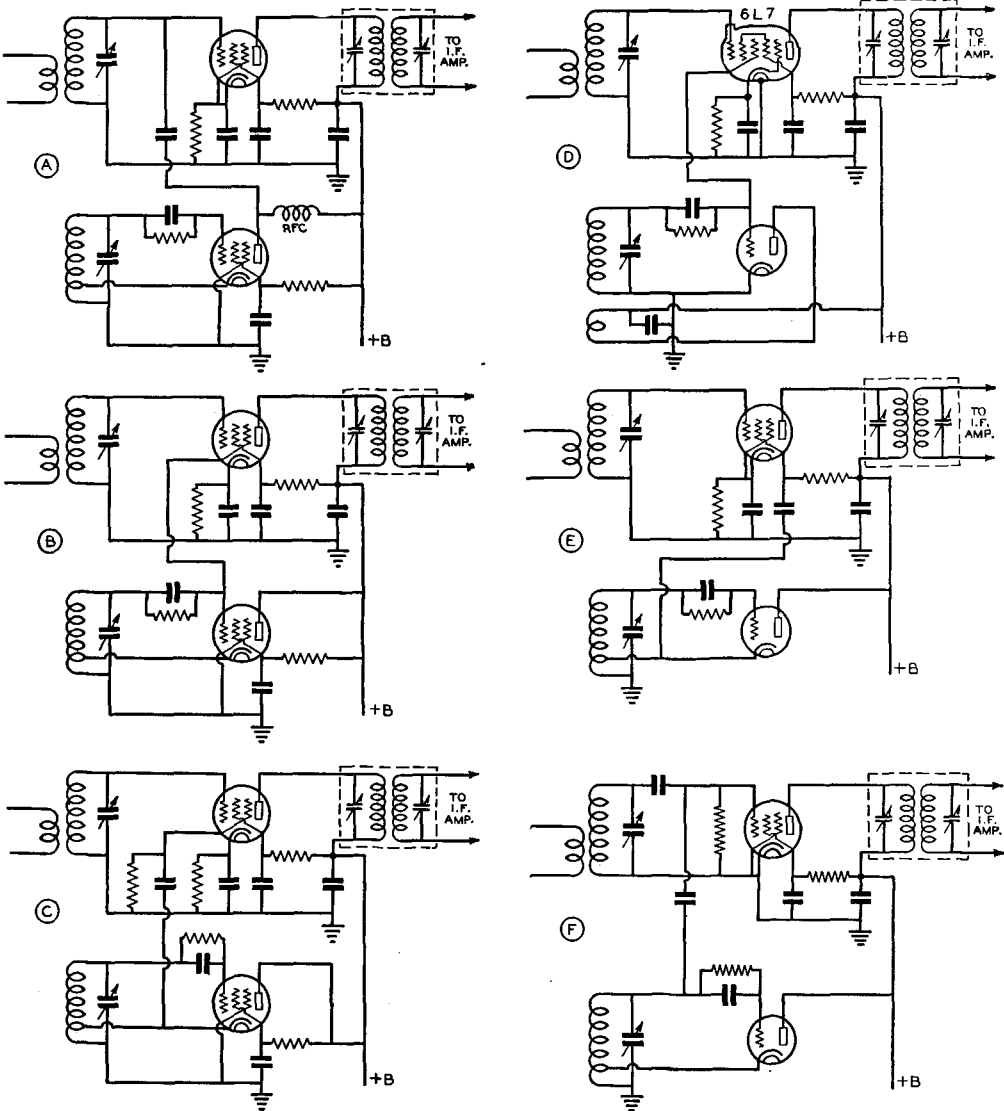 TO
I.F.
AMP.
A
RFC
+B
6L7
TO
I.F.
AMP.
D
+B
TO
I.F.
AMP.
B
+B
TO
I.F.
AMP.
E
+B
TO
I.F.
AMP.
C
+B
TO
I.F.
AMP.
F
+B